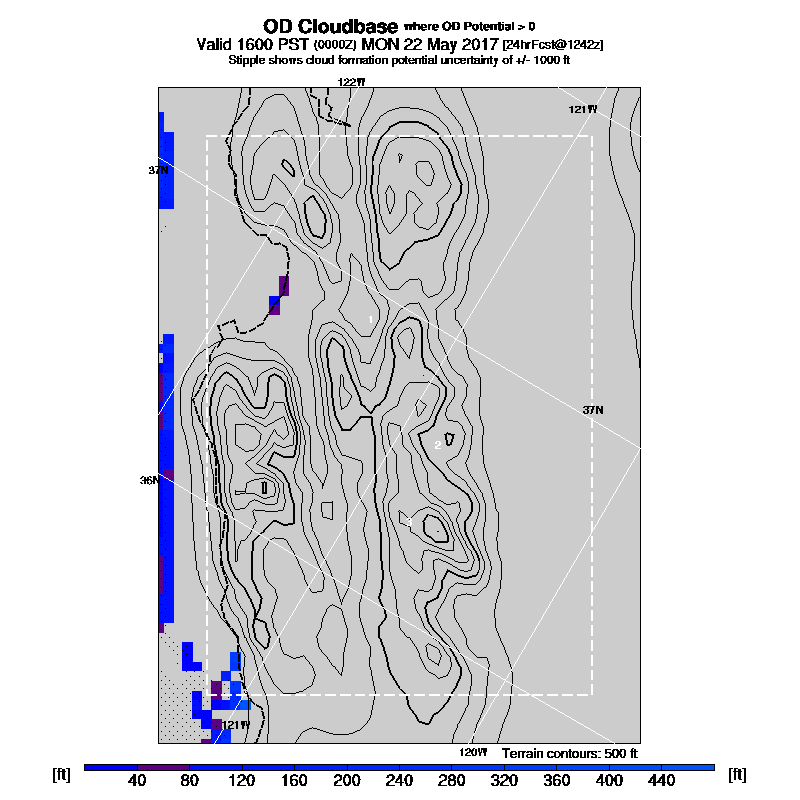 OD Cloudbase where OD Potential > 0
Valid 1600 PST (0000Z) MON 22 May 2017 [24hrFcst@1242z]
Stipple shows cloud formation potential uncertainty of +/- 1000 ft
122W
121W
37N
1
37N
2
36N
3
121W
120W Terrain contours: 500 ft
[ft] [ft]
40 80 120 160 200 240 280 320 360 400 440